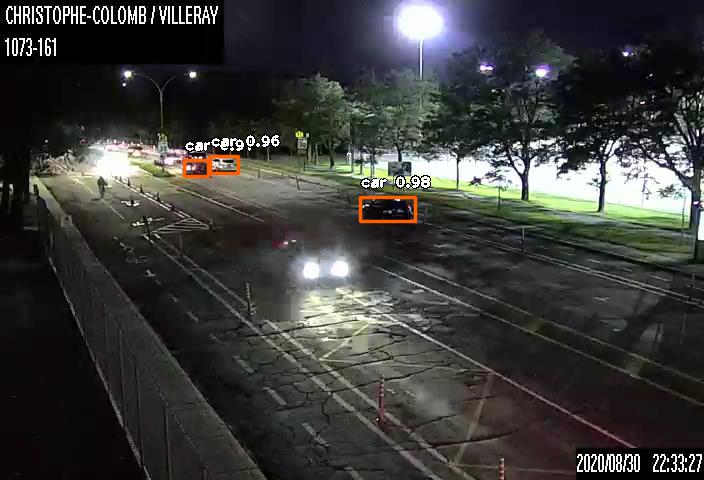 CHRISTOPHE-COLOMB / VILLERAY
1073-161
car car 0.96
car 0.98
2020/08/30 22:33:27